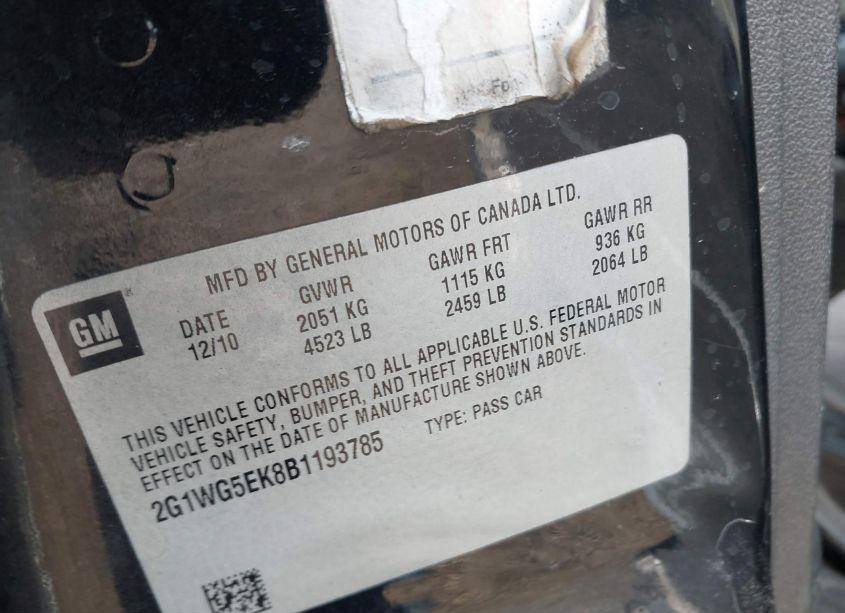 For
MFD BY GENERAL MOTORS OF CANADA LTD.
DATE GVWR GAWR FRT GAWR RR
12/10 2051 KG 1115 KG 936 KG
4523 LB 2459 LB 2064 LB
GM
THIS VEHICLE CONFORMS TO ALL APPLICABLE U.S. FEDERAL MOTOR
VEHICLE SAFETY, BUMPER, AND THEFT PREVENTION STANDARDS IN
EFFECT ON THE DATE OF MANUFACTURE SHOWN ABOVE.
2G1WG5EK8B1193785 TYPE: PASS CAR